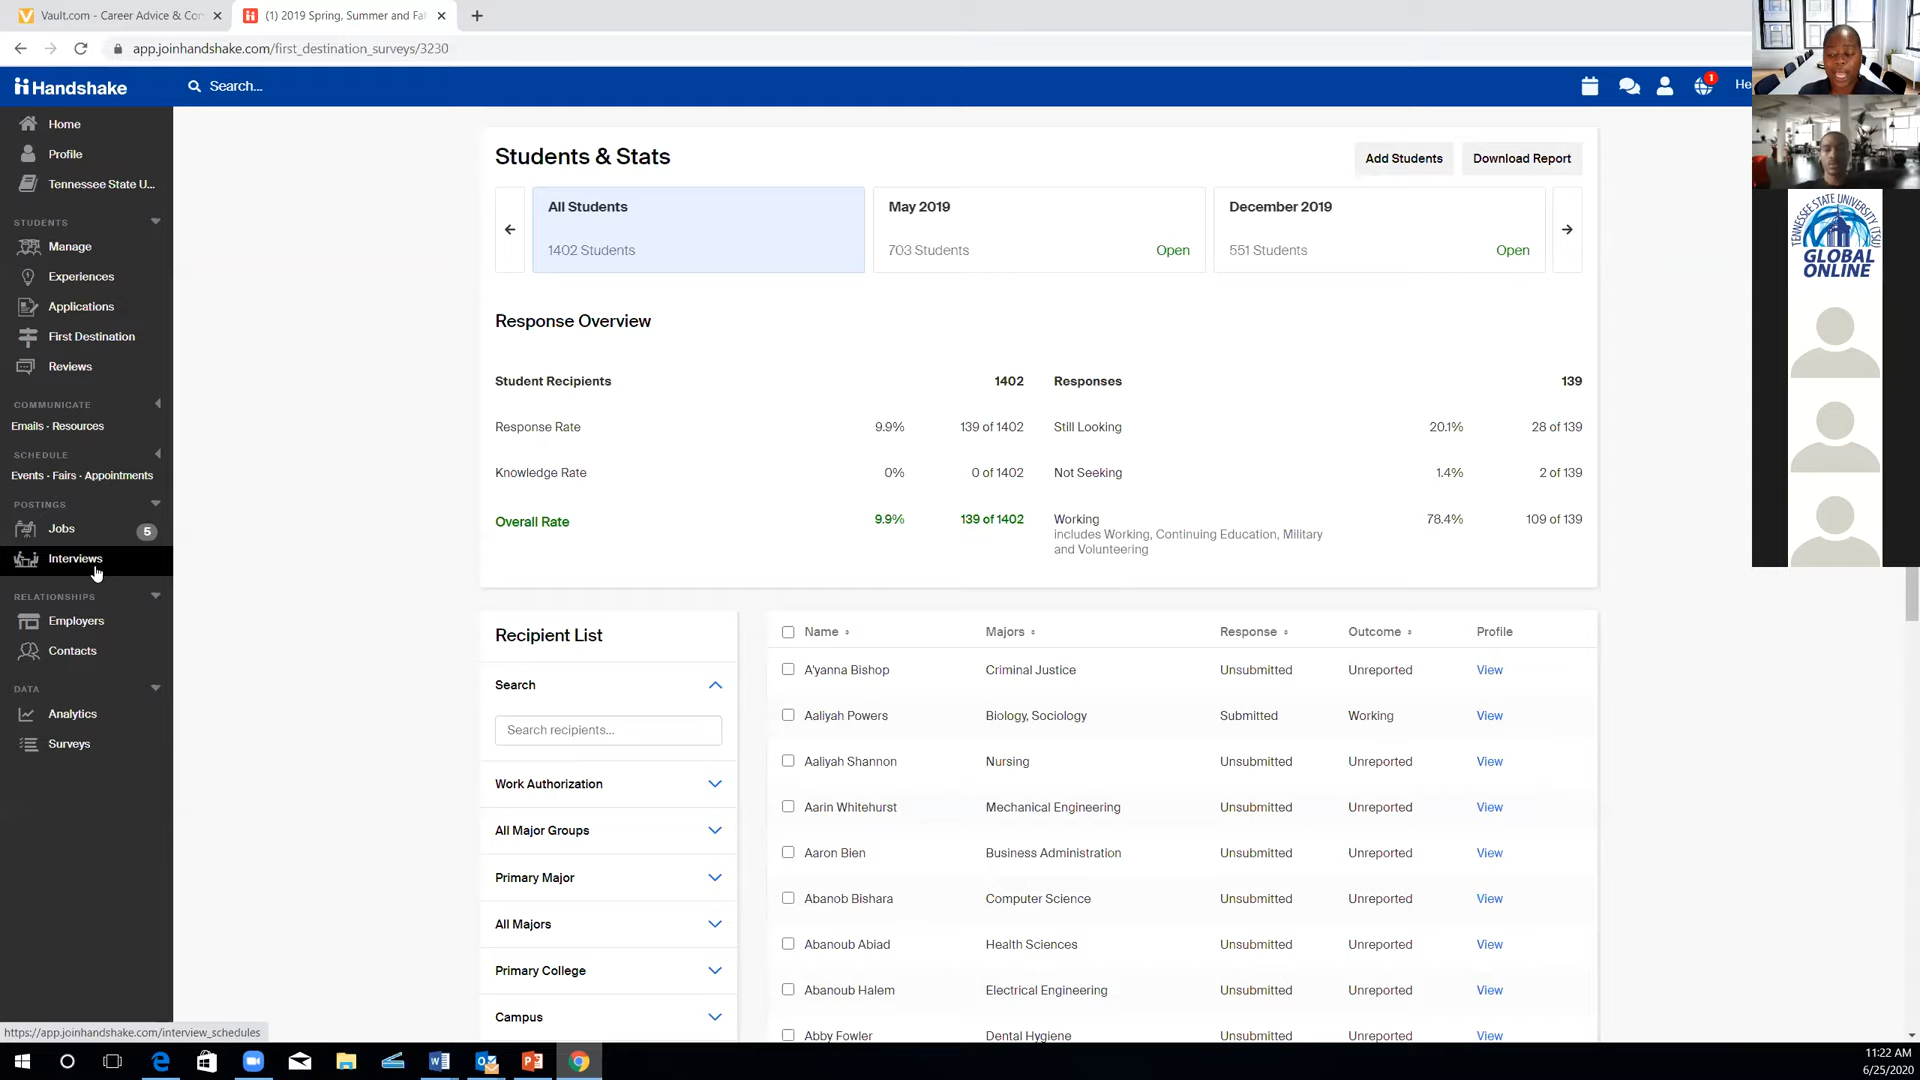 Vault.com - Career Advice & Co
(1) 2019 Spring, Summer and Fal
app.joinhandshake.com/first_destination_surveys/3230
Handshake
Search...
1
He
Home
Profile
Tennessee State U...
STUDENTS
Manage
Experiences
Applications
First Destination
Reviews
COMMUNICATE
Emails · Resources
SCHEDULE
Events · Fairs · Appointments
POSTINGS
Jobs 5
Interviews
RELATIONSHIPS
Employers
Contacts
DATA
Analytics
Surveys
https://app.joinhandshake.com/interview_schedules
Students & Stats
Add Students
Download Report
All Students
1402 Students
May 2019
703 Students Open
December 2019
551 Students Open
Response Overview
Student Recipients 1402
Response Rate 9.9% 139 of 1402
Knowledge Rate 0% 0 of 1402
Overall Rate 9.9% 139 of 1402
Responses 139
Still Looking 20.1% 28 of 139
Not Seeking 1.4% 2 of 139
Working 78.4% 109 of 139
includes Working, Continuing Education, Military
and Volunteering
Recipient List
Search
Search recipients...
Work Authorization
All Major Groups
Primary Major
All Majors
Primary College
Campus
Name Majors Response Outcome Profile
A'yanna Bishop Criminal Justice Unsubmitted Unreported View
Aaliyah Powers Biology, Sociology Submitted Working View
Aaliyah Shannon Nursing Unsubmitted Unreported View
Aarin Whitehurst Mechanical Engineering Unsubmitted Unreported View
Aaron Bien Business Administration Unsubmitted Unreported View
Abanob Bishara Computer Science Unsubmitted Unreported View
Abanoub Abiad Health Sciences Unsubmitted Unreported View
Abanoub Halem Electrical Engineering Unsubmitted Unreported View
Abby Fowler Dental Hygiene Unsubmitted Unreported View
TENNESSEE STATE UNIVERSITY (TSU)
GLOBAL
ONLINE
11:22 AM
6/25/2020